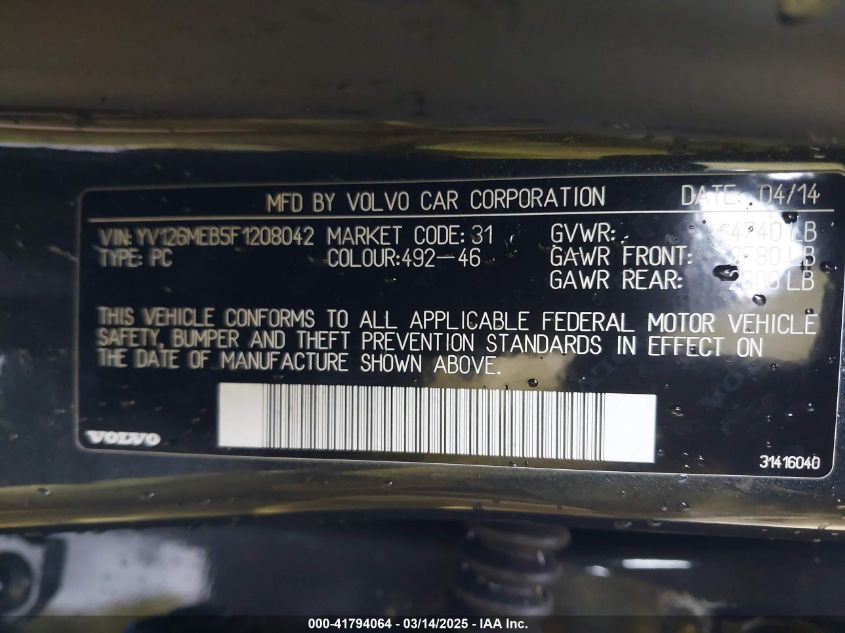 MFD BY VOLVO CAR CORPORATION DATE: 04/14
VIN: YV126MEB5F1208042 MARKET CODE: 31 GVWR: 4740 LB
TYPE: PC COLOUR:492-46 GAWR FRONT: LB
GAWR REAR: LB
THIS VEHICLE CONFORMS TO ALL APPLICABLE FEDERAL MOTOR VEHICLE
SAFETY, BUMPER AND THEFT PREVENTION STANDARDS IN EFFECT ON
THE DATE OF MANUFACTURE SHOWN ABOVE.
VOLVO
31416040
000-41794064 - 03/14/2025 - IAA Inc.